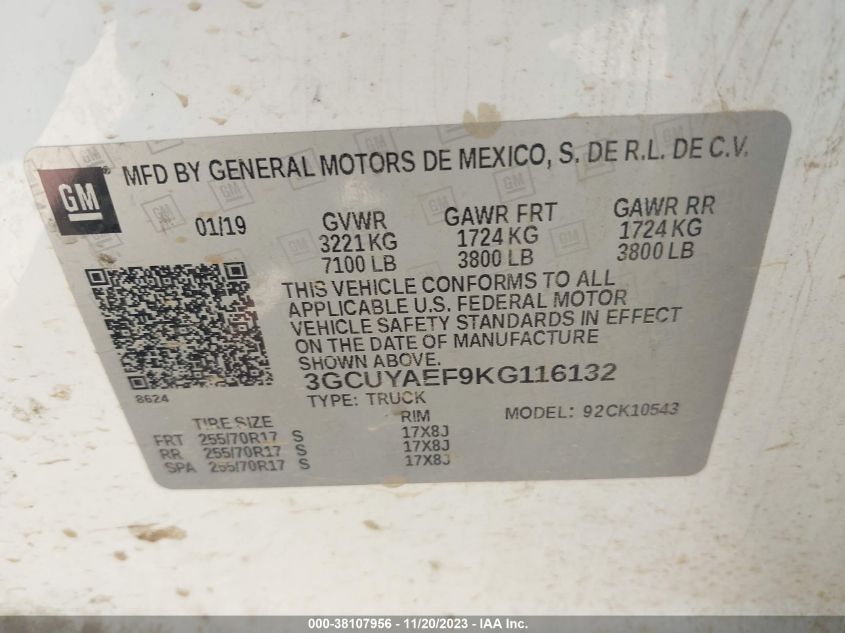 GM
MFD BY GENERAL MOTORS DE MEXICO, S. DE R.L. DE C.V.
01/19 GVWR GAWR FRT GAWR RR
3221 KG 1724 KG 1724 KG
7100 LB 3800 LB 3800 LB
THIS VEHICLE CONFORMS TO ALL
APPLICABLE U.S. FEDERAL MOTOR
VEHICLE SAFETY STANDARDS IN EFFECT
ON THE DATE OF MANUFACTURE
SHOWN ABOVE.
3GCUYAEF9KG116132
8624
TYPE: TRUCK
MODEL: 92CK10543
TIRE SIZE RIM
FRT 255/70R17 S 17X8J
RR 255/70R17 S 17X8J
SPA 255/70R17 S 17X8J
000-38107956 - 11/20/2023 - IAA Inc.